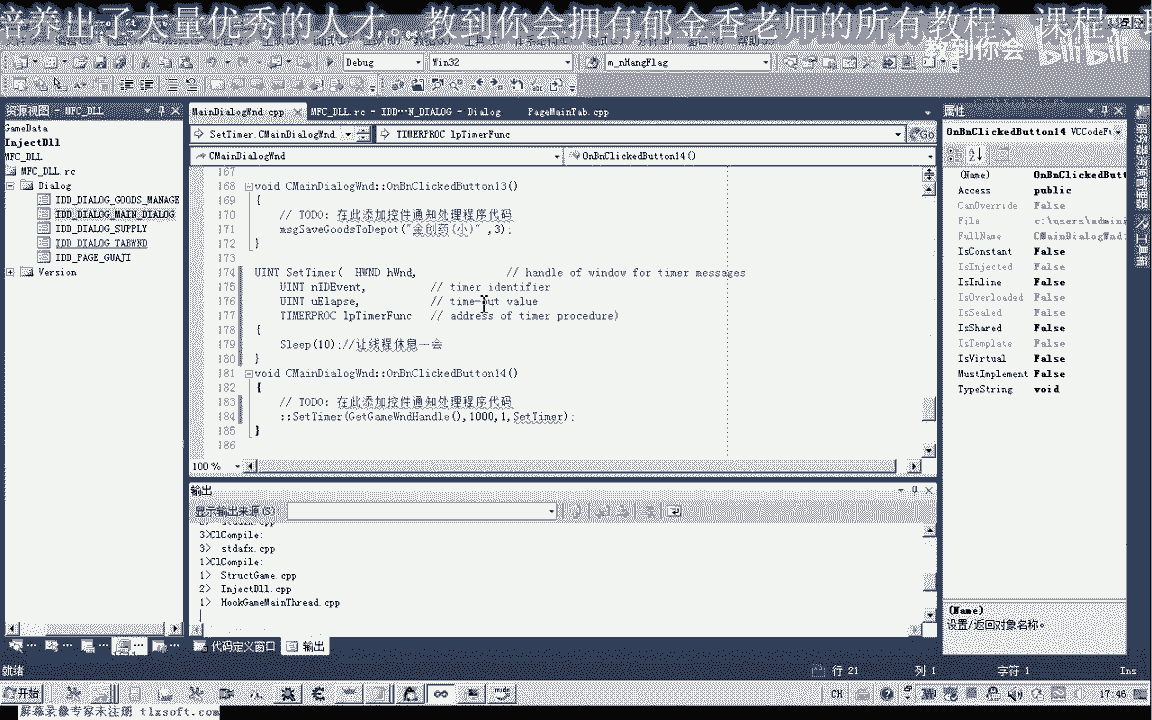 培养出了大量优秀的人才。。教到你会拥有郁金香老师的所有教程、课程，
教到你会 bilibili
Debug Win32 m_nHangFlag
资源视图 - MFC_DLL
GameData
InjectDll
MFC_DLL
MFC_DLL rc
Dialog
IDD_DIALOG_GOODS_MANAGE
IDD_DIALOG_MAIN_DIALOG
IDD_DIALOG_SUPPLY
IDD_DIALOG_TABWND
IDD_PAGE_GUAJI
Version
MainDialogWnd.cpp MFC_DLL.rc - IDD...N_DIALOG - Dialog PageMainTab.cpp
SetTimer.CMainDialogWnd TIMERPROC lpTimerFunc Go
CMainDialogWnd OnBnClickedButton14()
167
168 void CMainDialogWnd::OnBnClickedButton13()
169 {
170 // TODO: 在此添加控件通知处理程序代码
171 msgSaveGoodsToDepot("金创药(小)" ,3);
172 }
173
174 UINT SetTimer( HWND hWnd, // handle of window for timer messages
175 UINT nIDEvent, // timer identifier
176 UINT uElapse, // time-out value
177 TIMERPROC lpTimerFunc // address of timer procedure)
178 {
179 Sleep(10);//让线程休息一会
180 }
181 void CMainDialogWnd::OnBnClickedButton14()
182 {
183 // TODO: 在此添加控件通知处理程序代码
184 ::SetTimer(GetGameWndHandle(),1000,1,SetTimer);
185 }
186
100 %
输出
显示输出来源(S)
3>ClCompile:
3> stdafx.cpp
1>ClCompile:
1> StructGame.cpp
2> InjectDll.cpp
1> HookGameMainThread.cpp
代码定义窗口 输出
属性
OnBnClickedButton14 VCCodeFu
(Name) OnBnClickedButt
Access public
CanOverride False
File c:\users\admini
FullName CMainDialogWnd:
IsConstant False
IsInjected False
IsInline False
IsOverloaded False
IsSealed False
IsShared False
IsTemplate False
IsVirtual False
MustImplement False
TypeString void
(Name)
设置/返回对象名称。
服务器资源管理器
工具箱
就绪 行 21 列 1 字符 1 Ins
开始 CH 17:46
屏幕录像专家未注册 tlxsoft.com